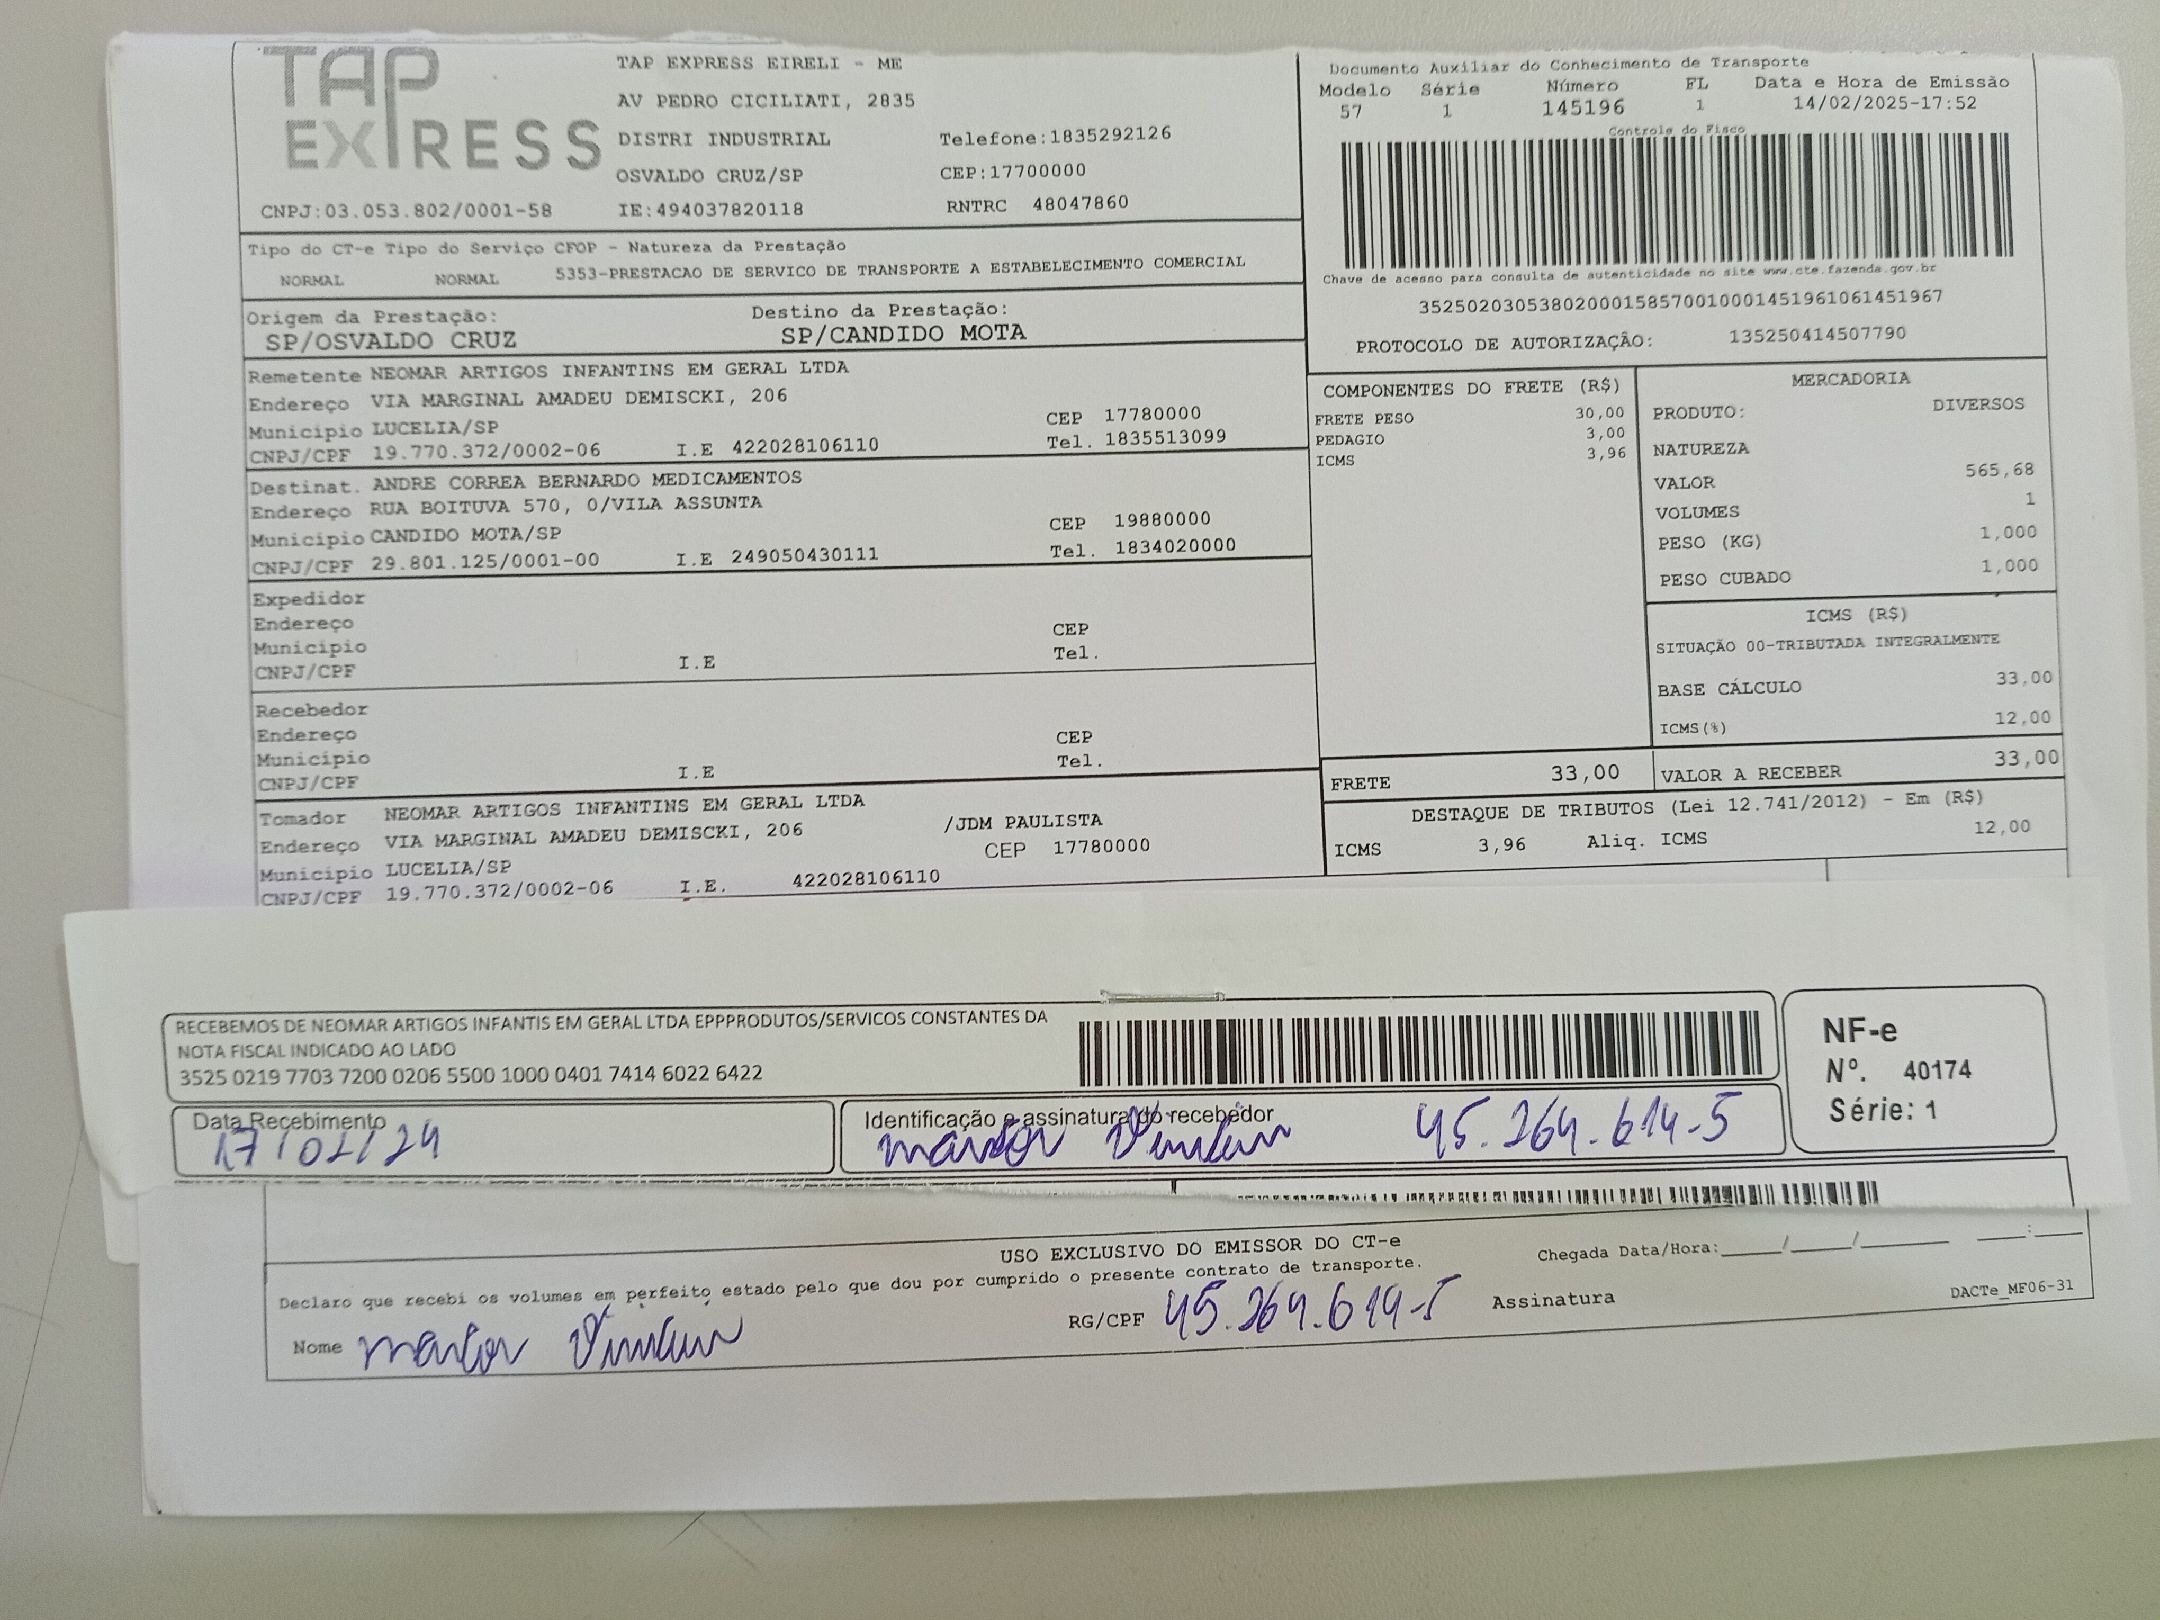 TAP EXPRESS
TAP EXPRESS EIRELI - ME
AV PEDRO CICILIATI, 2835
DISTRI INDUSTRIAL Telefone:1835292126
OSVALDO CRUZ/SP CEP:17700000
CNPJ:03.053.802/0001-58 IE:494037820118 RNTRC 48047860
Documento Auxiliar do Conhecimento de Transporte
Modelo Série Número FL Data e Hora de Emissão
57 1 145196 1 14/02/2025-17:52
Controle do Fisco
Chave de acesso para consulta de autenticidade no site www.cte.fazenda.gov.br
35250203053802000158570010001451961061451967
PROTOCOLO DE AUTORIZAÇÂO: 135250414507790
Tipo do CT-e Tipo do Serviço CFOP - Natureza da Prestação
NORMAL NORMAL 5353-PRESTACAO DE SERVICO DE TRANSPORTE A ESTABELECIMENTO COMERCIAL
Origem da Prestação: Destino da Prestação:
SP/OSVALDO CRUZ SP/CANDIDO MOTA
Remetente NEOMAR ARTIGOS INFANTINS EM GERAL LTDA
Endereço VIA MARGINAL AMADEU DEMISCKI, 206
Municipio LUCELIA/SP CEP 17780000
CNPJ/CPF 19.770.372/0002-06 I.E 422028106110 Tel. 1835513099
Destinat. ANDRE CORREA BERNARDO MEDICAMENTOS
Endereço RUA BOITUVA 570, 0/VILA ASSUNTA
Municipio CANDIDO MOTA/SP CEP 19880000
CNPJ/CPF 29.801.125/0001-00 I.E 249050430111 Tel. 1834020000
Expedidor
Endereço CEP
Municipio Tel.
CNPJ/CPF I.E
Recebedor
Endereço CEP
Municipio Tel.
CNPJ/CPF I.E
Tomador NEOMAR ARTIGOS INFANTINS EM GERAL LTDA
Endereço VIA MARGINAL AMADEU DEMISCKI, 206 /JDM PAULISTA
Municipio LUCELIA/SP CEP 17780000
CNPJ/CPF 19.770.372/0002-06 I.E. 422028106110
COMPONENTES DO FRETE (R$)
FRETE PESO 30,00
PEDAGIO 3,00
ICMS 3,96
MERCADORIA
PRODUTO: DIVERSOS
NATUREZA
VALOR 565,68
VOLUMES 1
PESO (KG) 1,000
PESO CUBADO 1,000
ICMS (R$)
SITUAÇÃO 00-TRIBUTADA INTEGRALMENTE
BASE CÁLCULO 33,00
ICMS(%) 12,00
FRETE 33,00 VALOR A RECEBER 33,00
DESTAQUE DE TRIBUTOS (Lei 12.741/2012) - Em (R$)
ICMS 3,96 Aliq. ICMS 12,00
RECEBEMOS DE NEOMAR ARTIGOS INFANTIS EM GERAL LTDA EPPPRODUTOS/SERVICOS CONSTANTES DA
NOTA FISCAL INDICADO AO LADO
3525 0219 7703 7200 0206 5500 1000 0401 7414 6022 6422
NF-e
Nº. 40174
Série: 1
Data Recebimento
17/02/24
Identificação e assinatura do recebedor
45.264.614-5
USO EXCLUSIVO DO EMISSOR DO CT-e
Chegada Data/Hora:____/____/______ ___:___
Declaro que recebi os volumes em perfeito estado pelo que dou por cumprido o presente contrato de transporte.
Nome RG/CPF 45.264.614-5 Assinatura
DACTe_MF06-31